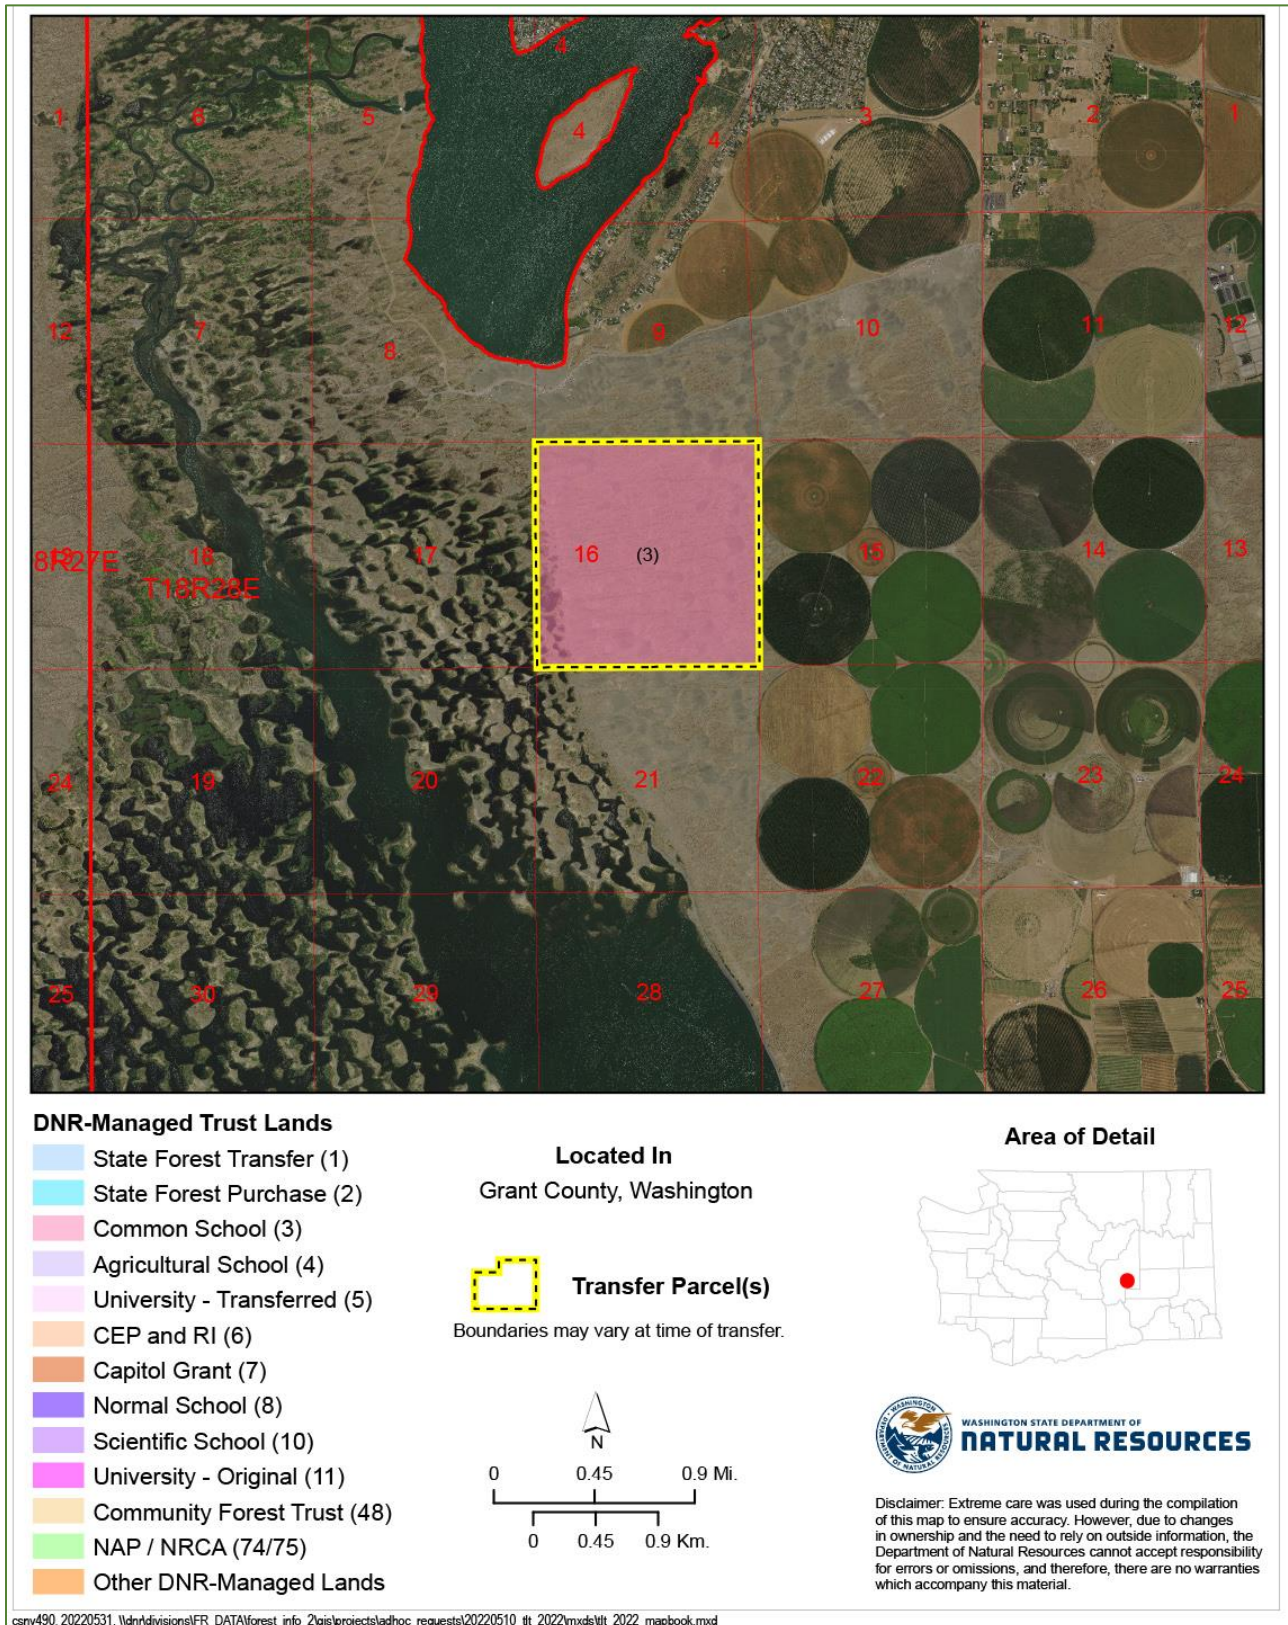 4
1
6
5
4
4
3
2
1
12
7
8
9
10
11
12
8R27E
18
T18R28E
17
16
(3)
15
14
13
24
19
20
21
22
23
24
25
30
29
28
27
26
25
DNR-Managed Trust Lands
State Forest Transfer (1)
State Forest Purchase (2)
Common School (3)
Agricultural School (4)
University - Transferred (5)
CEP and RI (6)
Capitol Grant (7)
Normal School (8)
Scientific School (10)
University - Original (11)
Community Forest Trust (48)
NAP / NRCA (74/75)
Other DNR-Managed Lands
Located In
Grant County, Washington
Transfer Parcel(s)
Boundaries may vary at time of transfer.
N
0 0.45 0.9 Mi.
0 0.45 0.9 Km.
Area of Detail
WASHINGTON STATE DEPARTMENT OF
NATURAL RESOURCES
Disclaimer: Extreme care was used during the compilation
of this map to ensure accuracy. However, due to changes
in ownership and the need to rely on outside information, the
Department of Natural Resources cannot accept responsibility
for errors or omissions, and therefore, there are no warranties
which accompany this material.
csny490, 20220531, \\dnr\divisions\FR_DATA\forest_info_2\gis\projects\adhoc_requests\20220510_tlt_2022\mxds\tlt_2022_mapbook.mxd